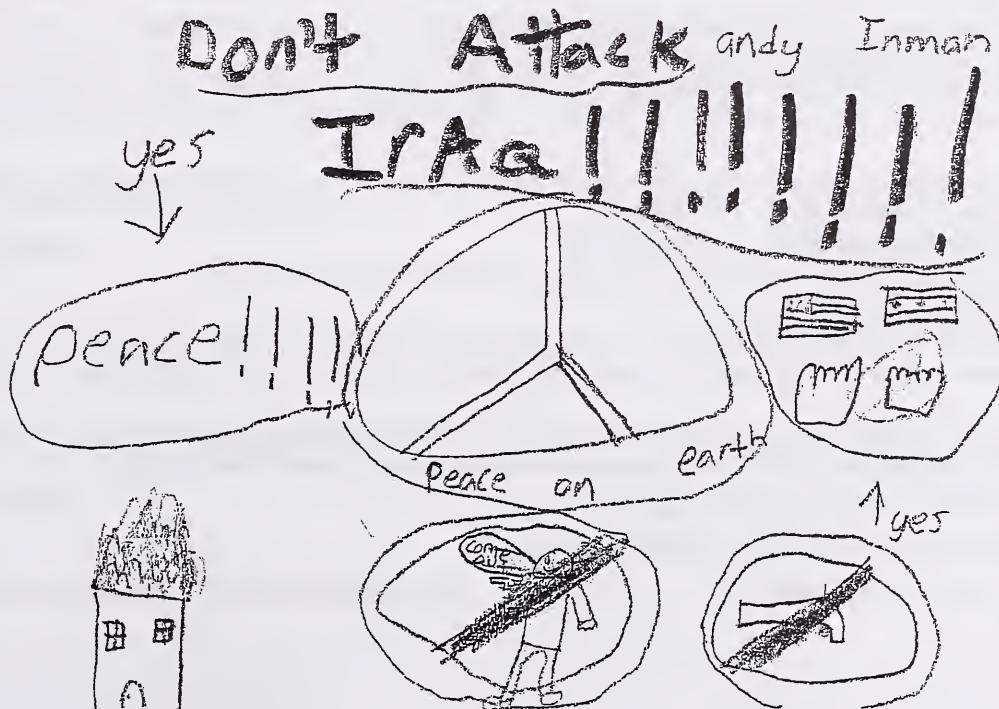 Don't Attack andy Inman
IrAQ !!!!!!!!
yes
peace!!!!
peace on earth
yes